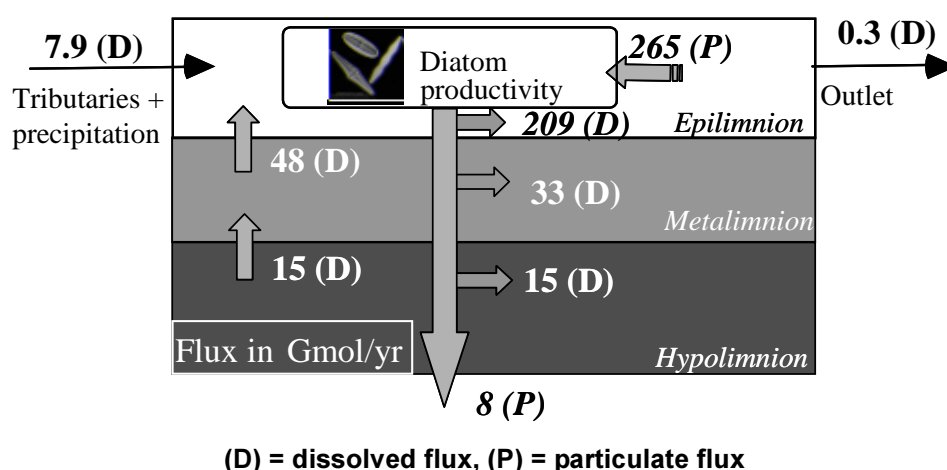 7.9 (D)
Tributaries +
precipitation
Diatom
productivity
265 (P)
0.3 (D)
Outlet
209 (D)
Epilimnion
48 (D)
33 (D)
Metalimnion
15 (D)
15 (D)
Flux in Gmol/yr
Hypolimnion
8 (P)
(D) = dissolved flux, (P) = particulate flux